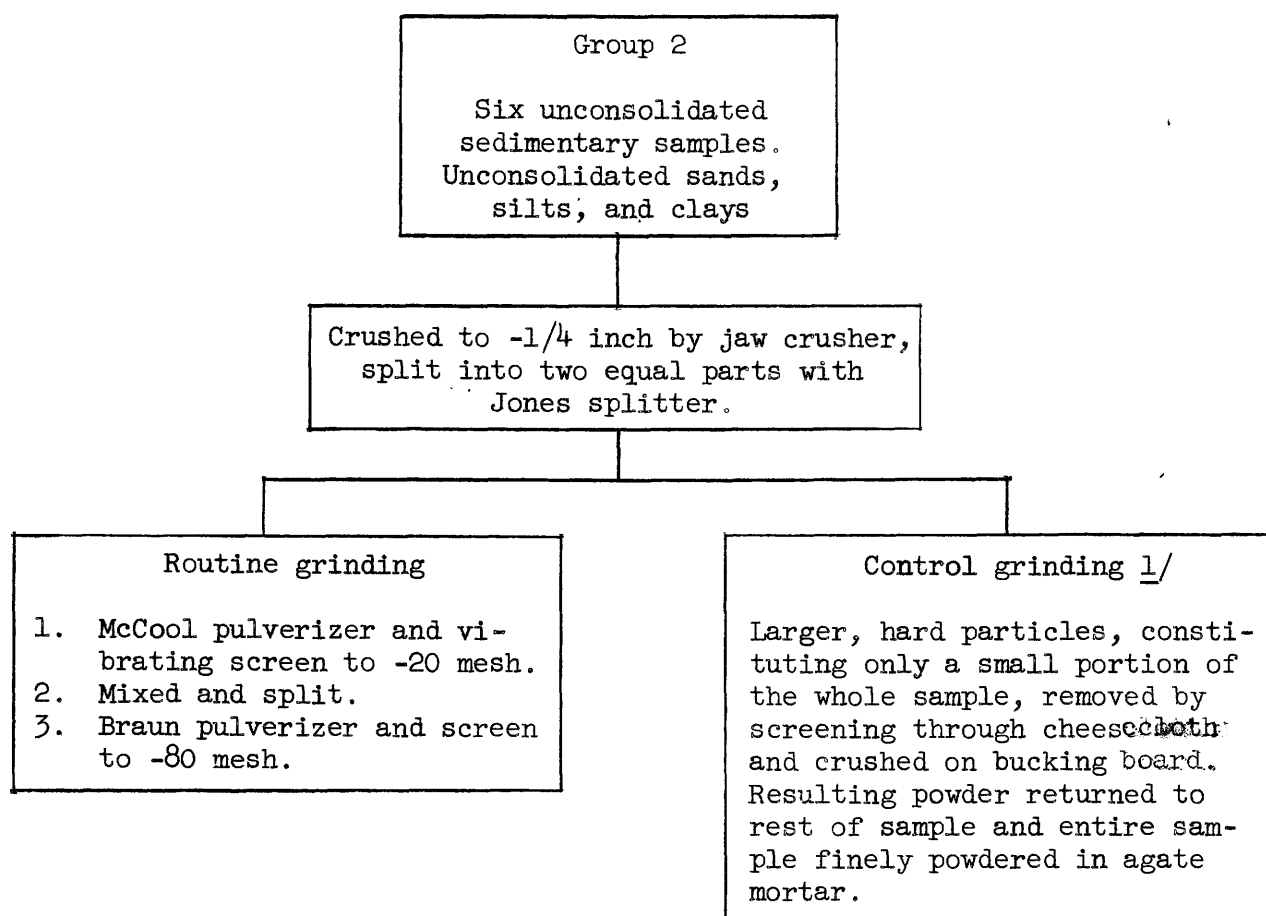 Group 2
Six unconsolidated
sedimentary samples.
Unconsolidated sands,
silts, and clays
Crushed to -1/4 inch by jaw crusher,
split into two equal parts with
Jones splitter.
Routine grinding
1. McCool pulverizer and vi-
brating screen to -20 mesh.
2. Mixed and split.
3. Braun pulverizer and screen
to -80 mesh.
Control grinding 1/
Larger, hard particles, consti-
tuting only a small portion of
the whole sample, removed by
screening through cheesecloth
and crushed on bucking board.
Resulting powder returned to
rest of sample and entire sam-
ple finely powdered in agate
mortar.